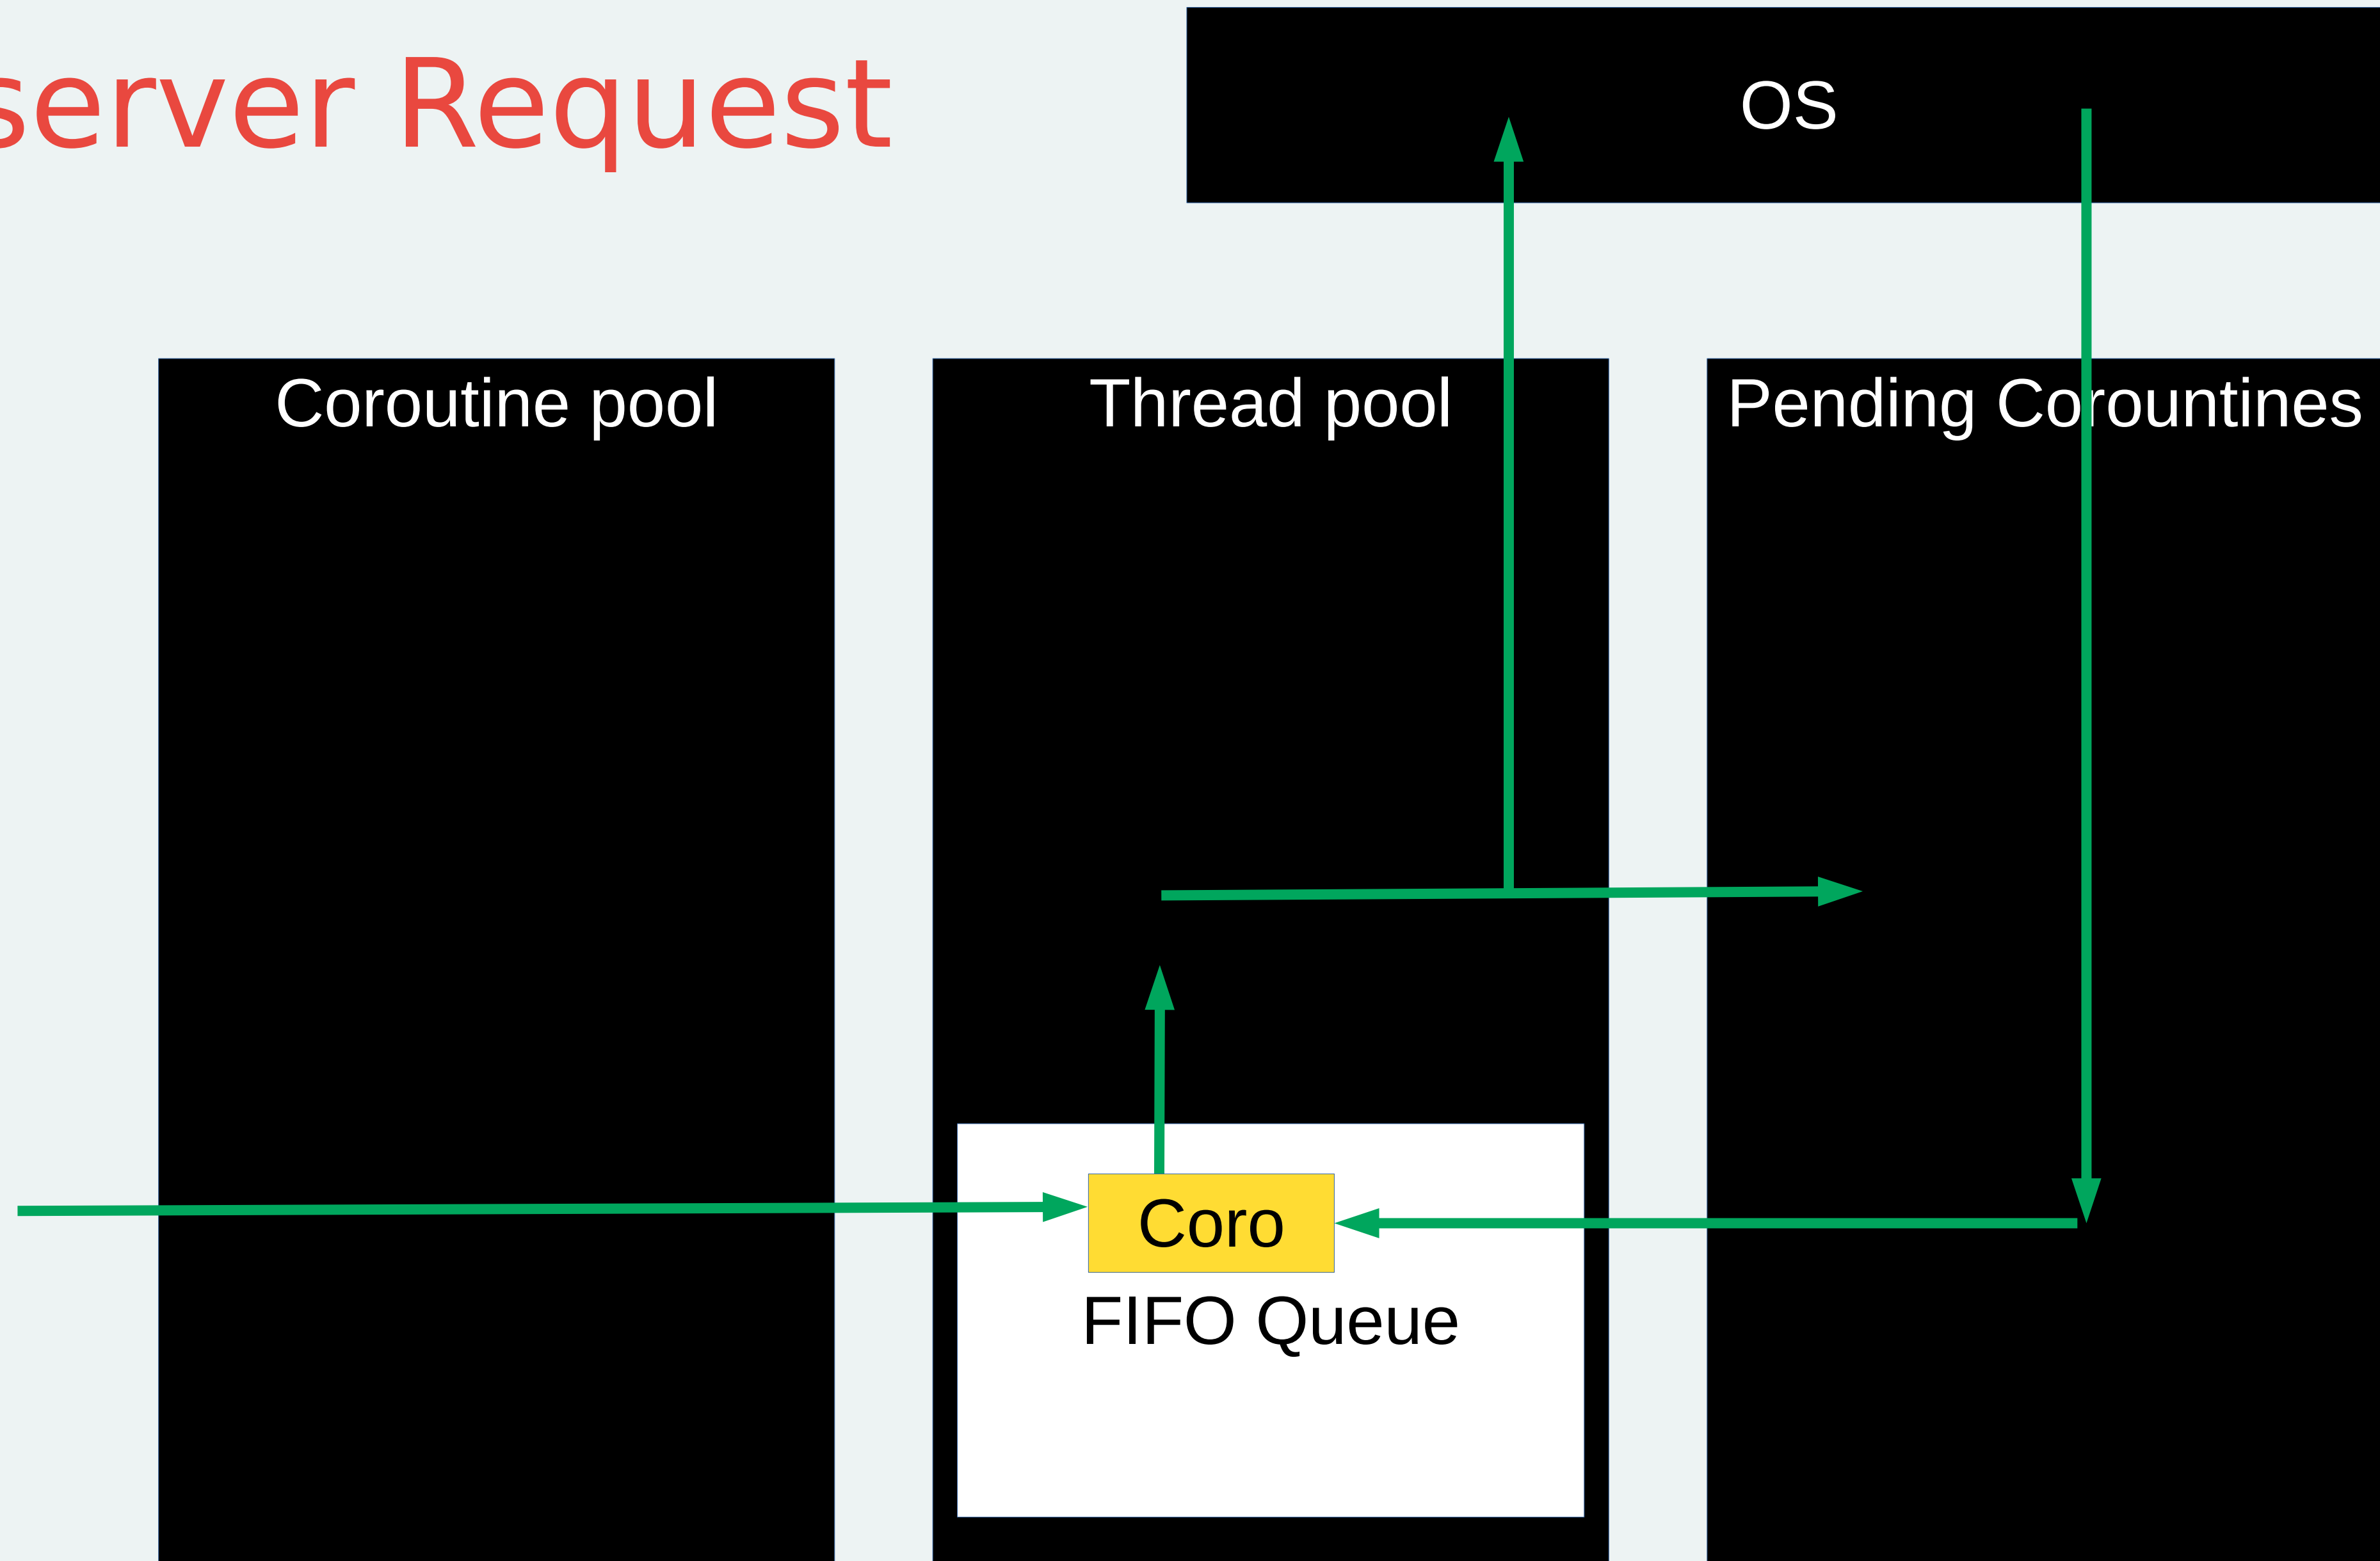 server Request
OS
Coroutine pool
Thread pool
Pending Corountines
Coro
FIFO Queue